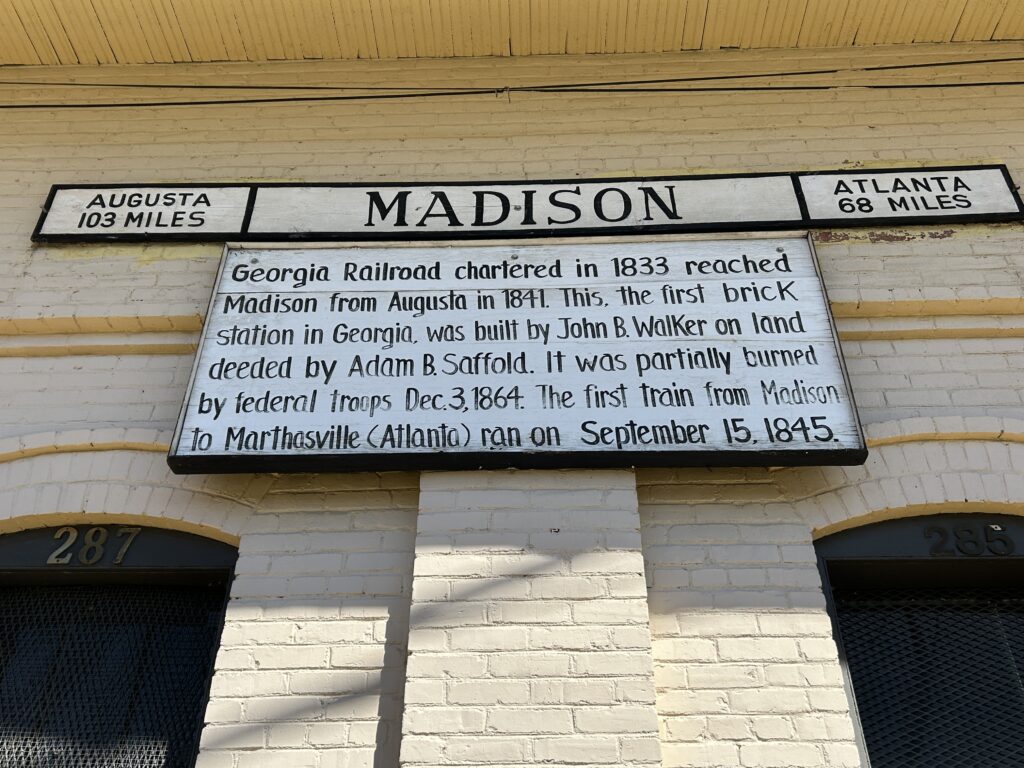 AUGUSTA
103 MILES
MADISON
ATLANTA
68 MILES
Georgia Railroad chartered in 1833 reached
Madison from Augusta in 1841. This, the first brick
station in Georgia, was built by John B. Walker on land
deeded by Adam B. Saffold. It was partially burned
by federal troops Dec. 3, 1864. The first train from Madison
to Marthasville (Atlanta) ran on September 15, 1845.
287
285